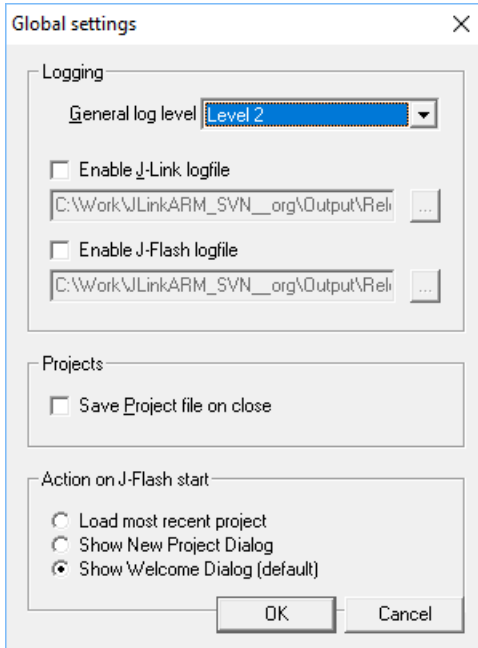 Global settings
Logging
General log level Level 2
Enable J-Link logfile
C:\Work\JLinkARM_SVN__org\Output\Rel
...
Enable J-Flash logfile
C:\Work\JLinkARM_SVN__org\Output\Rel
...
Projects
Save Project file on close
Action on J-Flash start
Load most recent project
Show New Project Dialog
Show Welcome Dialog (default)
OK Cancel